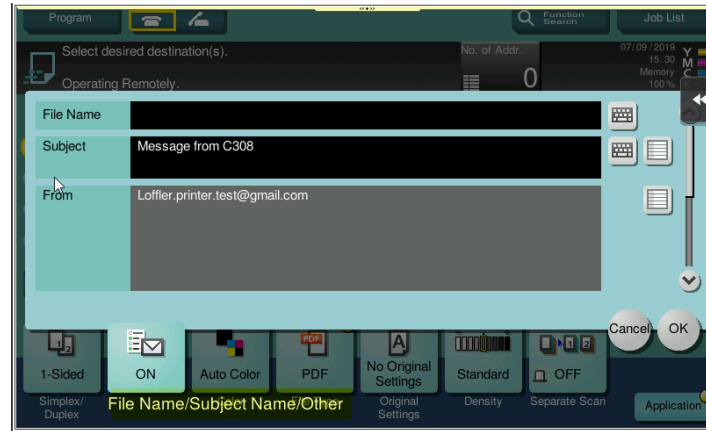 Program
Function
Search
Job List
Select desired destination(s).
No. of Addr.
0
07/09/2019
15:30
Memory
100%
Y
M
C
Operating Remotely.
File Name
Subject
Message from C308
From
Loffler.printer.test@gmail.com
Cancel
OK
1-Sided
ON
Auto Color
PDF
No Original
Settings
Standard
OFF
Simplex/
Duplex
File Name/Subject Name/Other
Original
Settings
Density
Separate Scan
Application